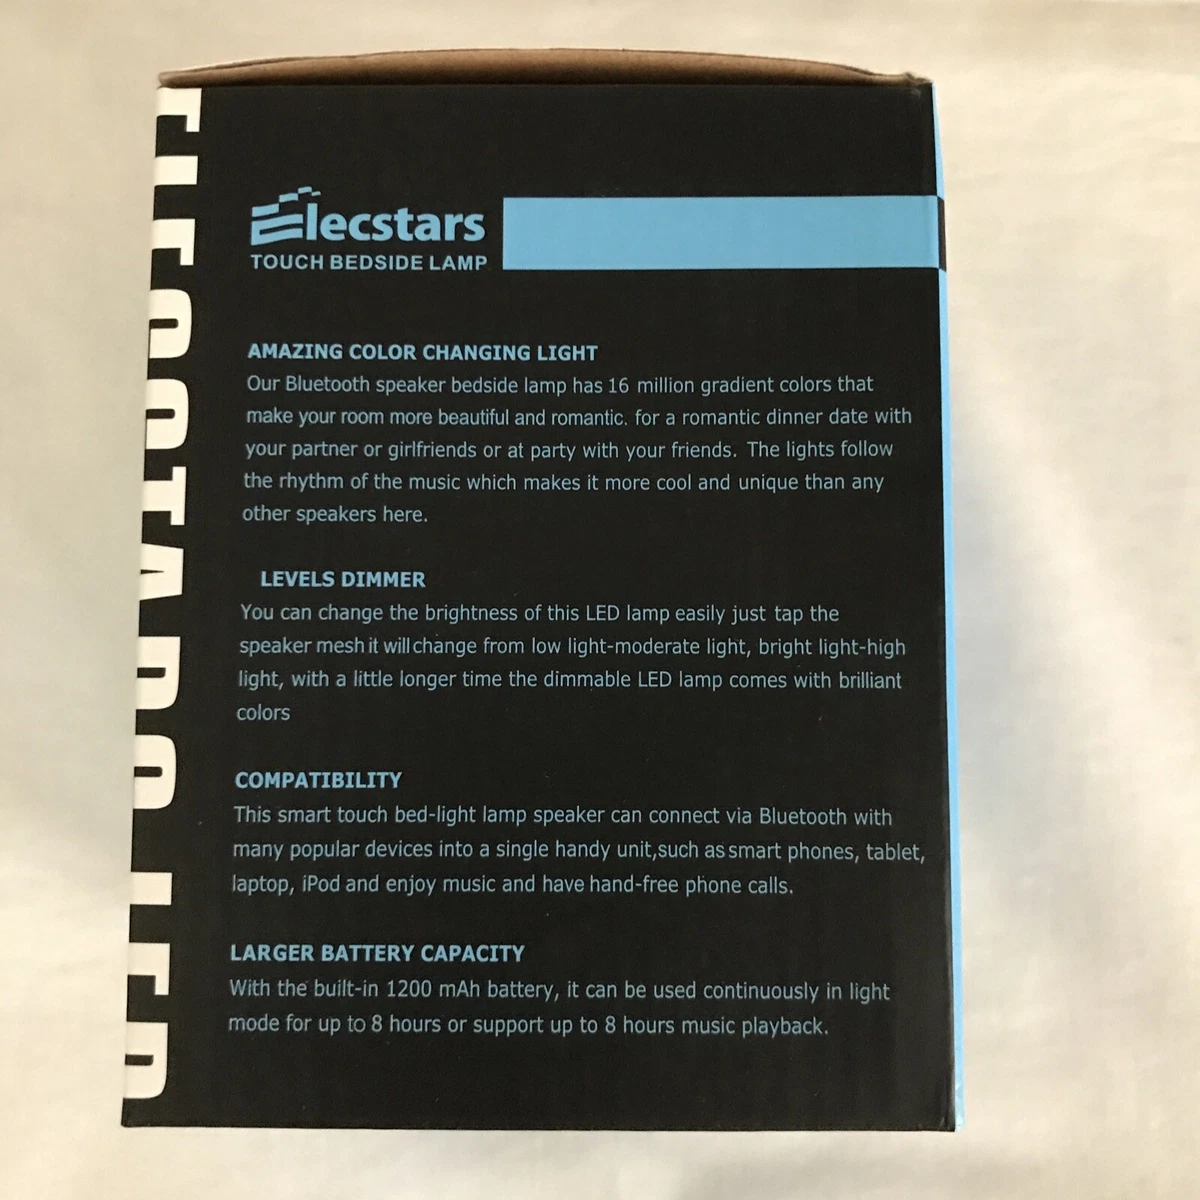 Elecstars
TOUCH BEDSIDE LAMP
AMAZING COLOR CHANGING LIGHT
Our Bluetooth speaker bedside lamp has 16 million gradient colors that
make your room more beautiful and romantic. for a romantic dinner date with
your partner or girlfriends or at party with your friends. The lights follow
the rhythm of the music which makes it more cool and unique than any
other speakers here.
LEVELS DIMMER
You can change the brightness of this LED lamp easily just tap the
speaker mesh it will change from low light-moderate light, bright light-high
light, with a little longer time the dimmable LED lamp comes with brilliant
colors
COMPATIBILITY
This smart touch bed-light lamp speaker can connect via Bluetooth with
many popular devices into a single handy unit,such as smart phones, tablet,
laptop, iPod and enjoy music and have hand-free phone calls.
LARGER BATTERY CAPACITY
With the built-in 1200 mAh battery, it can be used continuously in light
mode for up to 8 hours or support up to 8 hours music playback.